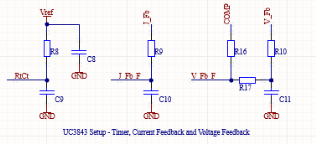 Vref
I_Fb
COMP
V_Fb
R8
C8
R9
R16
R10
GND
RtCt
I_Fb_F
V_Fb_F
R17
C9
C10
C11
GND
GND
GND
UC3843 Setup - Timer, Current Feedback and Voltage Feedback